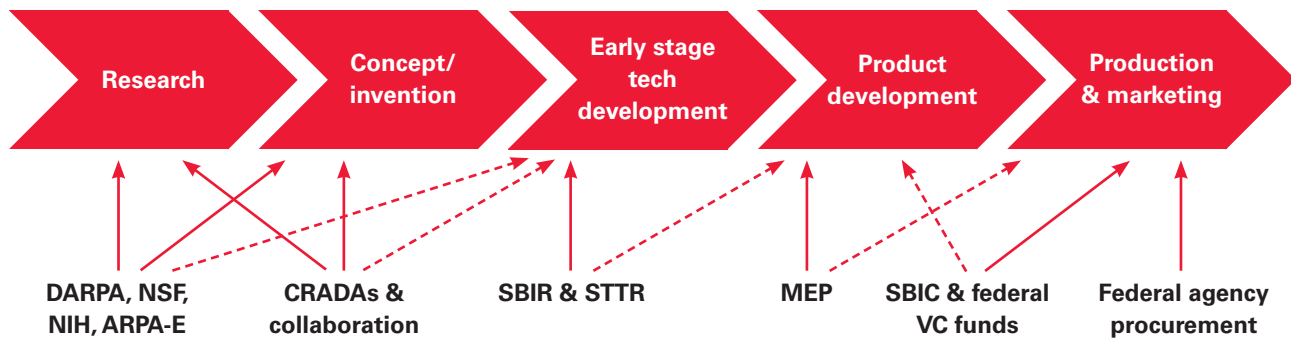 Research
Concept/
invention
Early stage
tech
development
Product
development
Production
& marketing
DARPA, NSF,
NIH, ARPA-E
CRADAs &
collaboration
SBIR & STTR
MEP
SBIC & federal
VC funds
Federal agency
procurement